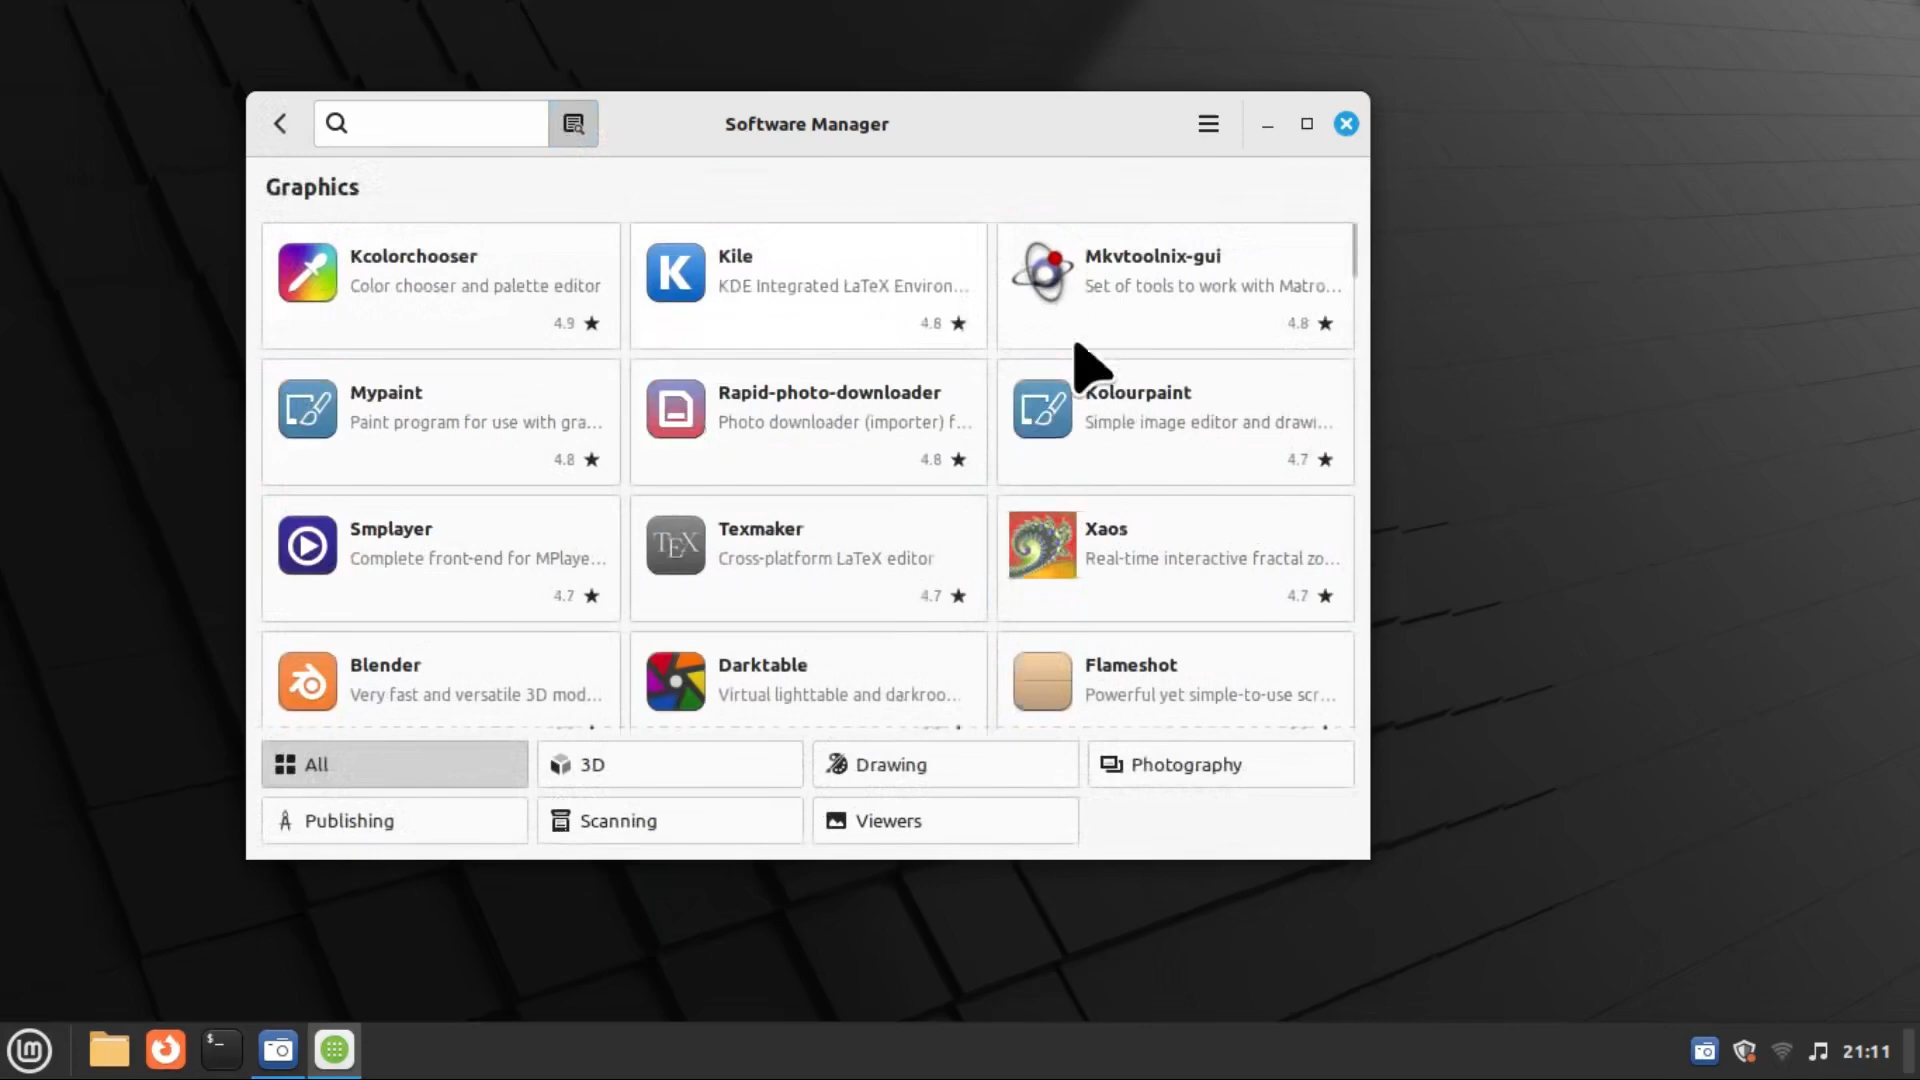 Software Manager
Graphics
Kcolorchooser
Color chooser and palette editor
4.9 ★
Kile
KDE Integrated LaTeX Environ...
4.8 ★
Mkvtoolnix-gui
Set of tools to work with Matro...
4.8 ★
Mypaint
Paint program for use with gra...
4.8 ★
Rapid-photo-downloader
Photo downloader (importer) f...
4.8 ★
Kolourpaint
Simple image editor and drawi...
4.7 ★
Smplayer
Complete front-end for MPlaye...
4.7 ★
TEX
Texmaker
Cross-platform LaTeX editor
4.7 ★
Xaos
Real-time interactive fractal zo...
4.7 ★
Blender
Very fast and versatile 3D mod...
Darktable
Virtual lighttable and darkroo...
Flameshot
Powerful yet simple-to-use scr...
All
3D
Drawing
Photography
Publishing
Scanning
Viewers
$_
21:11